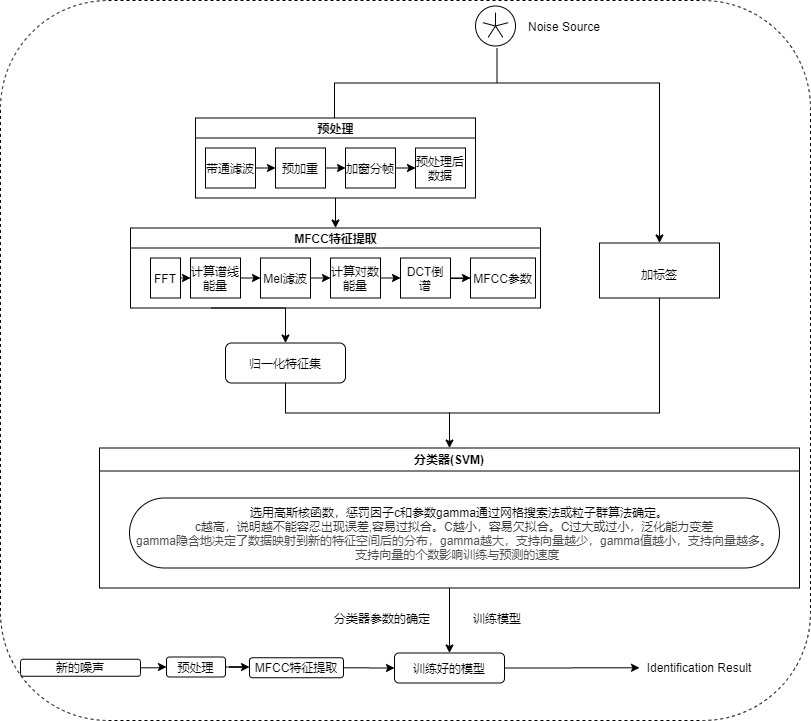 Noise Source
预处理
带通滤波
预加重
加窗分帧
预处理后
数据
MFCC特征提取
FFT
计算谱线
能量
Mel滤波
计算对数
能量
DCT倒
谱
MFCC参数
加标签
归一化特征集
分类器(SVM)
选用高斯核函数，惩罚因子c和参数gamma通过网格搜索法或粒子群算法确定。
c越高，说明越不能容忍出现误差,容易过拟合。C越小，容易欠拟合。C过大或过小，泛化能力变差
gamma隐含地决定了数据映射到新的特征空间后的分布，gamma越大，支持向量越少，gamma值越小，支持向量越多。
支持向量的个数影响训练与预测的速度
分类器参数的确定
训练模型
新的噪声
预处理
MFCC特征提取
训练好的模型
Identification Result